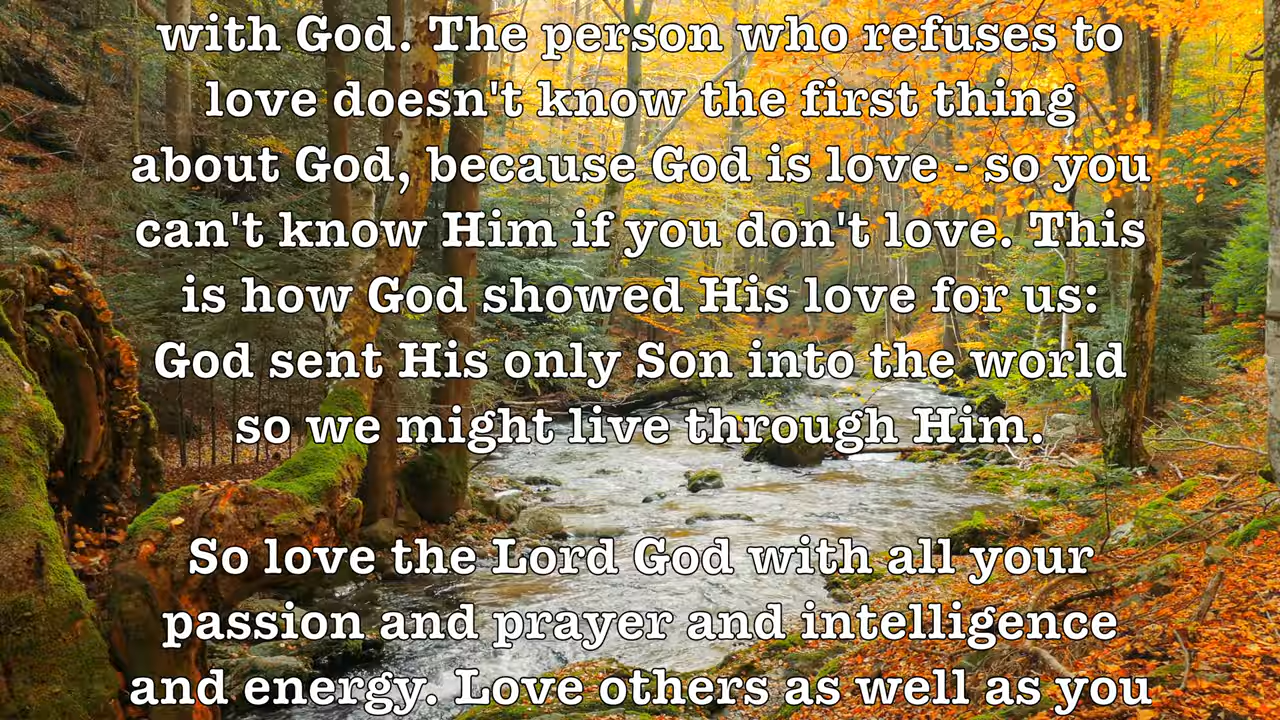 with God. The person who refuses to
love doesn't know the first thing
about God, because God is love - so you
can't know Him if you don't love. This
is how God showed His love for us:
God sent His only Son into the world
so we might live through Him.
So love the Lord God with all your
passion and prayer and intelligence
and energy. Love others as well as you